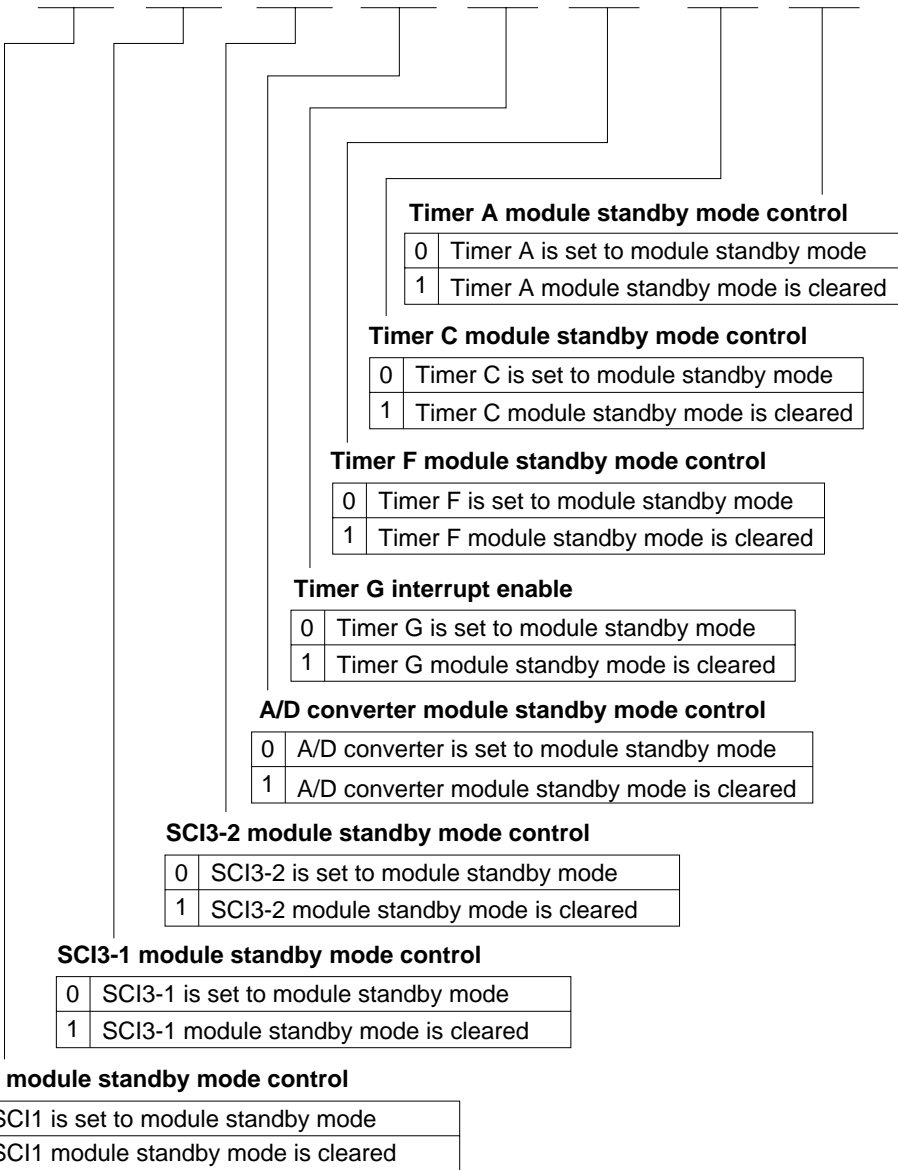 Timer A module standby mode control
0 Timer A is set to module standby mode
1 Timer A module standby mode is cleared
Timer C module standby mode control
0 Timer C is set to module standby mode
1 Timer C module standby mode is cleared
Timer F module standby mode control
0 Timer F is set to module standby mode
1 Timer F module standby mode is cleared
Timer G interrupt enable
0 Timer G is set to module standby mode
1 Timer G module standby mode is cleared
A/D converter module standby mode control
0 A/D converter is set to module standby mode
1 A/D converter module standby mode is cleared
SCI3-2 module standby mode control
0 SCI3-2 is set to module standby mode
1 SCI3-2 module standby mode is cleared
SCI3-1 module standby mode control
0 SCI3-1 is set to module standby mode
1 SCI3-1 module standby mode is cleared
module standby mode control
SCI1 is set to module standby mode
SCI1 module standby mode is cleared